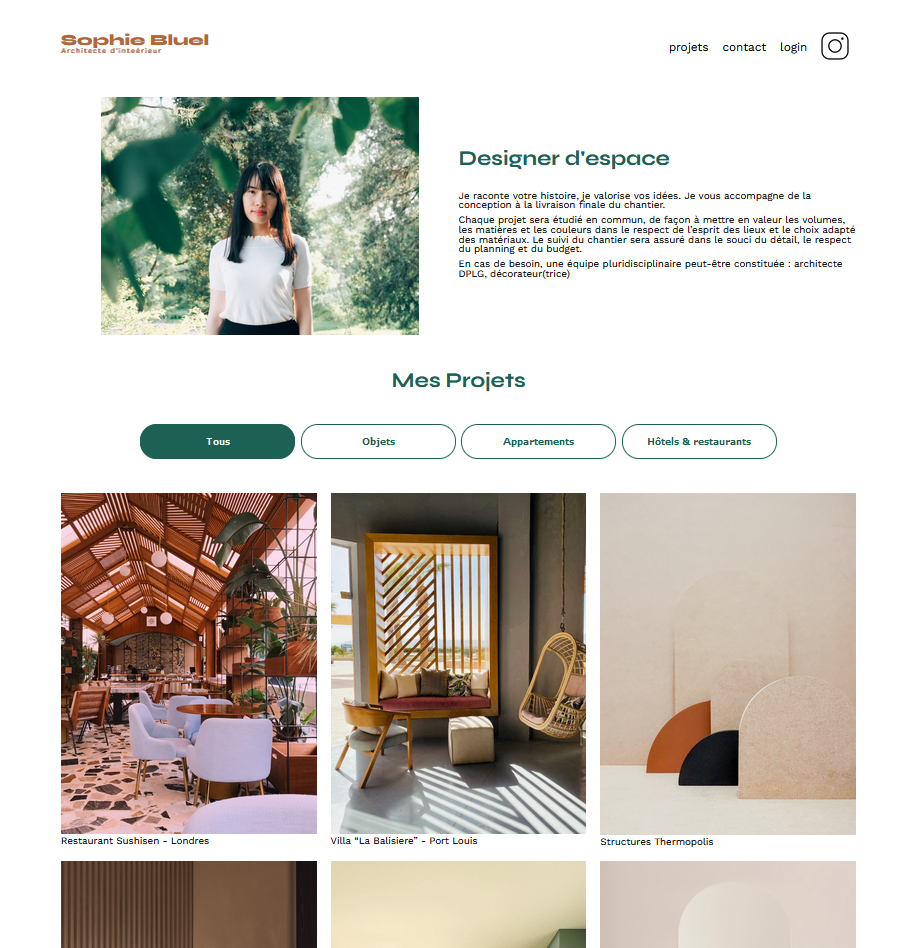 Sophie Bluel
Architecte d'inteérieur
projets contact login
Designer d'espace
Je raconte votre histoire, je valorise vos idées. Je vous accompagne de la
conception à la livraison finale du chantier.
Chaque projet sera étudié en commun, de façon à mettre en valeur les volumes,
les matières et les couleurs dans le respect de l'esprit des lieux et le choix adapté
des matériaux. Le suivi du chantier sera assuré dans le souci du détail, le respect
du planning et du budget.
En cas de besoin, une équipe pluridisciplinaire peut-être constituée : architecte
DPLG, décorateur(trice)
Mes Projets
Tous Objets Appartements Hôtels & restaurants
Restaurant Sushisen - Londres
Villa “La Balisiere” - Port Louis
Structures Thermopolis